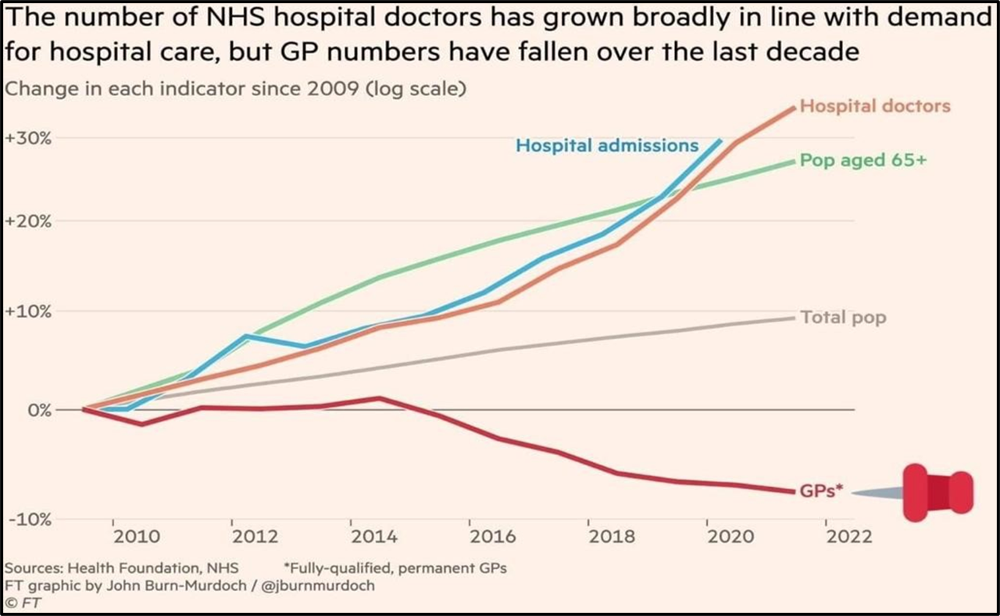 The number of NHS hospital doctors has grown broadly in line with demand
for hospital care, but GP numbers have fallen over the last decade
Change in each indicator since 2009 (log scale)
Hospital doctors
+30%
Hospital admissions
Pop aged 65+
+20%
+10%
Total pop
0%
GPs*
-10%
2010 2012 2014 2016 2018 2020 2022
Sources: Health Foundation, NHS *Fully-qualified, permanent GPs
FT graphic by John Burn-Murdoch / @jburnmurdoch
© FT